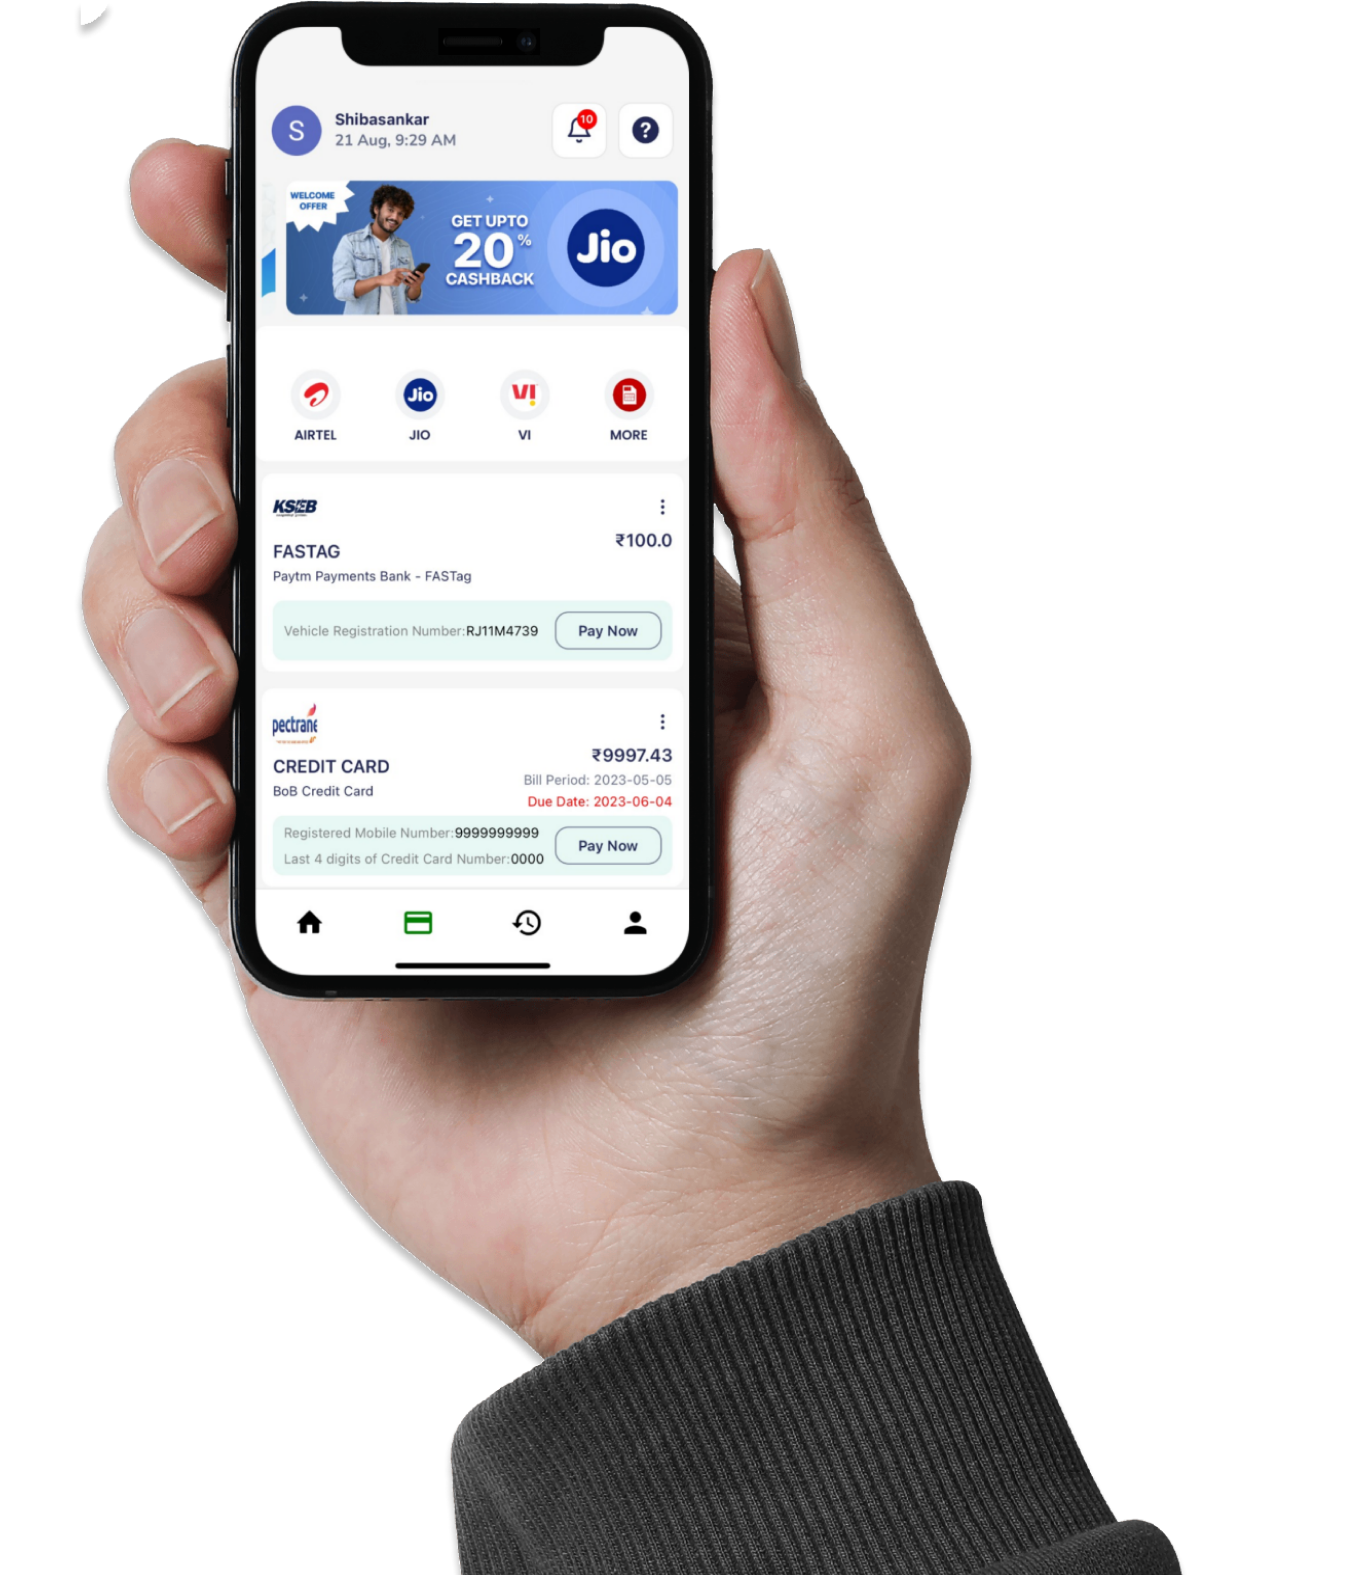 S
Shibasankar
21 Aug, 9:29 AM
10
?
WELCOME
OFFER
GET UPTO
20%
CASHBACK
Jio
Jio
VI
AIRTEL
JIO
VI
MORE
KSEB
FASTAG
₹100.0
Paytm Payments Bank - FASTag
Vehicle Registration Number:RJ11M4739
Pay Now
pectrane
CREDIT CARD
₹9997.43
BoB Credit Card
Bill Period: 2023-05-05
Due Date: 2023-06-04
Registered Mobile Number:9999999999
Last 4 digits of Credit Card Number:0000
Pay Now